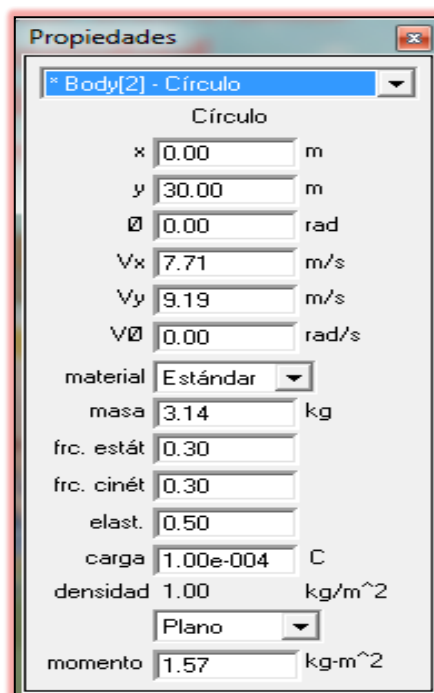 Propiedades
* Body[2] - Círculo
Círculo
x 0.00 m
y 30.00 m
Ø 0.00 rad
Vx 7.71 m/s
Vy 9.19 m/s
VØ 0.00 rad/s
material Estándar
masa 3.14 kg
frc. estát 0.30
frc. cinét 0.30
elast. 0.50
carga 1.00e-004 C
densidad 1.00 kg/m^2
Plano
momento 1.57 kg-m^2